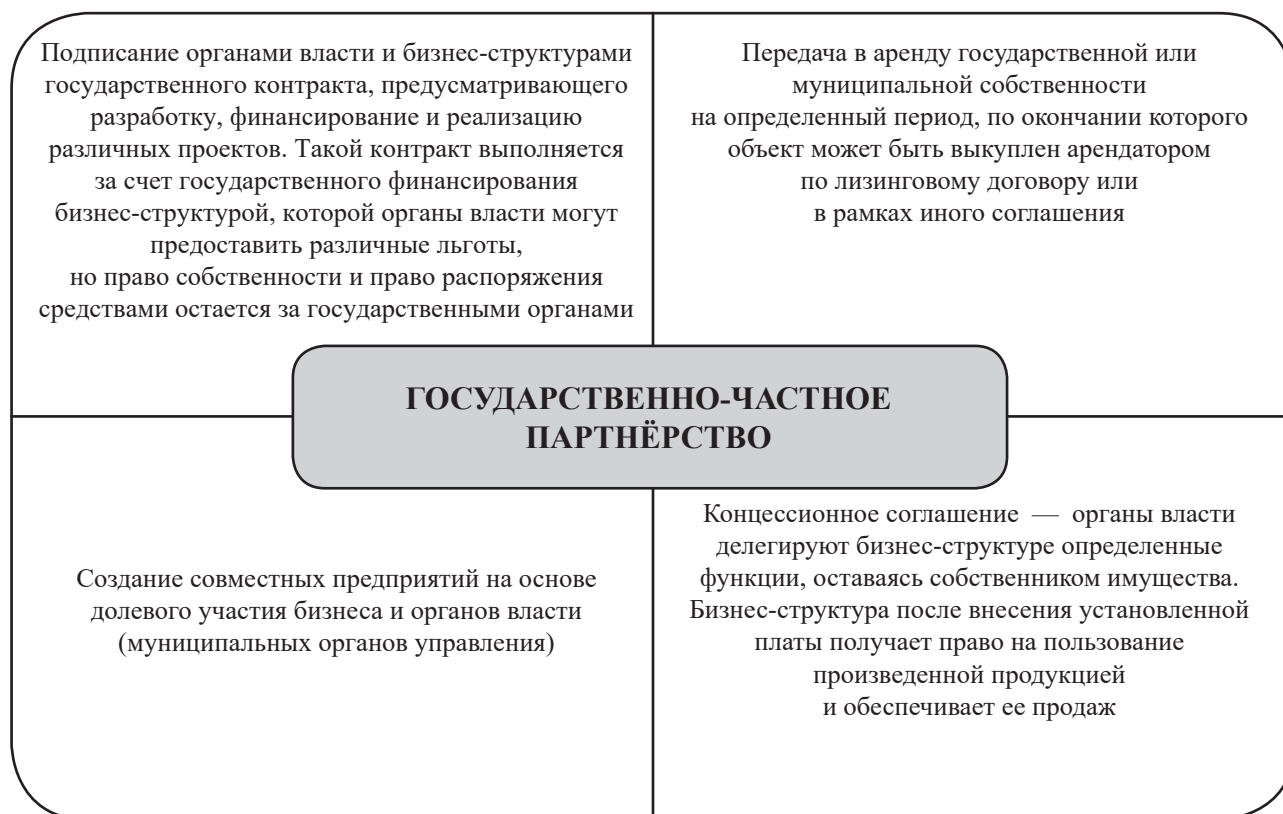 Подписание органами власти и бизнес-структурами
государственного контракта, предусматривающего
разработку, финансирование и реализацию
различных проектов. Такой контракт выполняется
за счет государственного финансирования
бизнес-структурой, которой органы власти могут
предоставить различные льготы,
но право собственности и право распоряжения
средствами остается за государственными органами
Передача в аренду государственной или
муниципальной собственности
на определенный период, по окончании которого
объект может быть выкуплен арендатором
по лизинговому договору или
в рамках иного соглашения
ГОСУДАРСТВЕННО-ЧАСТНОЕ
ПАРТНЁРСТВО
Создание совместных предприятий на основе
долевого участия бизнеса и органов власти
(муниципальных органов управления)
Концессионное соглашение — органы власти
делегируют бизнес-структуре определенные
функции, оставаясь собственником имущества.
Бизнес-структура после внесения установленной
платы получает право на пользование
произведенной продукцией
и обеспечивает ее продаж